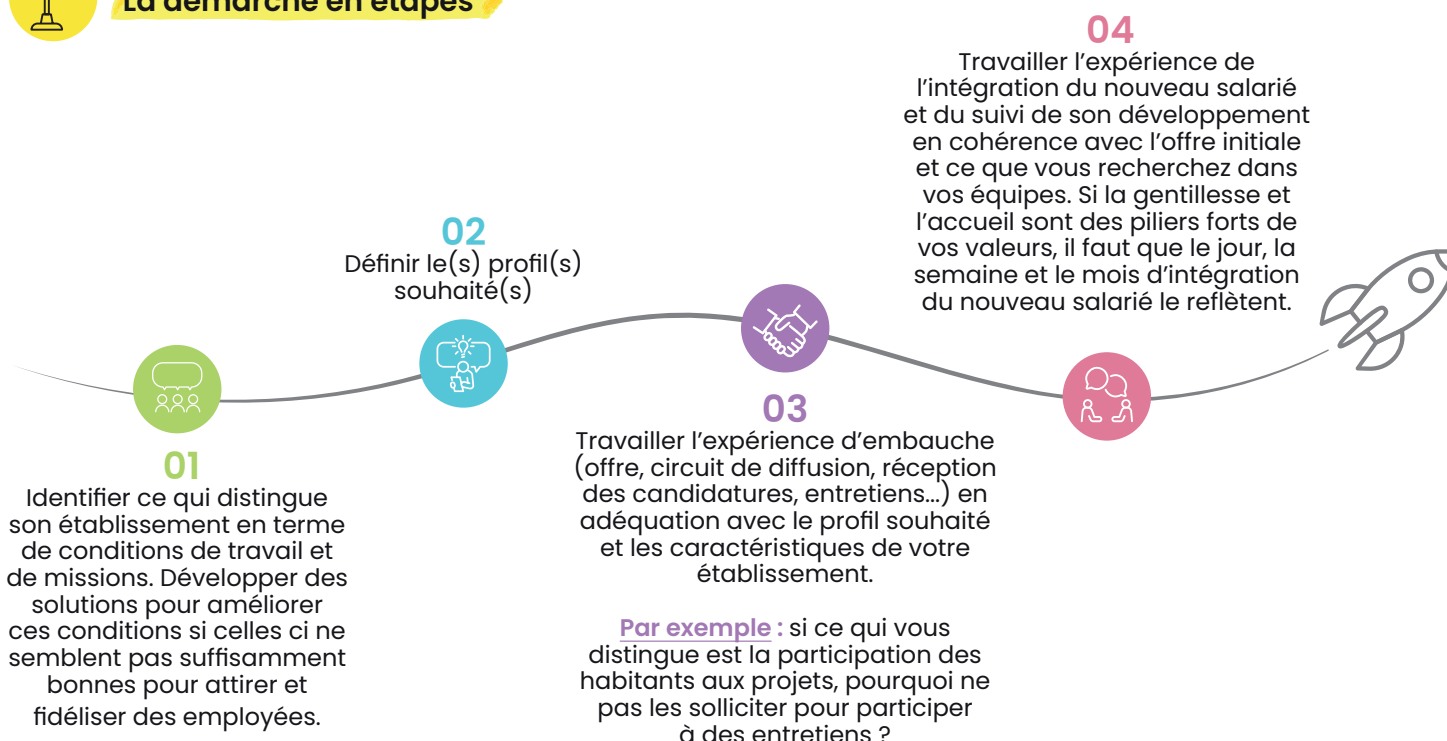 La démarche en étapes
01
Identifier ce qui distingue
son établissement en terme
de conditions de travail et
de missions. Développer des
solutions pour améliorer
ces conditions si celles ci ne
semblent pas suffisamment
bonnes pour attirer et
fidéliser des employées.
02
Définir le(s) profil(s)
souhaité(s)
03
Travailler l’expérience d’embauche
(offre, circuit de diffusion, réception
des candidatures, entretiens...) en
adéquation avec le profil souhaité
et les caractéristiques de votre
établissement.
Par exemple : si ce qui vous
distingue est la participation des
habitants aux projets, pourquoi ne
pas les solliciter pour participer
à des entretiens ?
04
Travailler l’expérience de
l’intégration du nouveau salarié
et du suivi de son développement
en cohérence avec l’offre initiale
et ce que vous recherchez dans
vos équipes. Si la gentillesse et
l’accueil sont des piliers forts de
vos valeurs, il faut que le jour, la
semaine et le mois d’intégration
du nouveau salarié le reflètent.